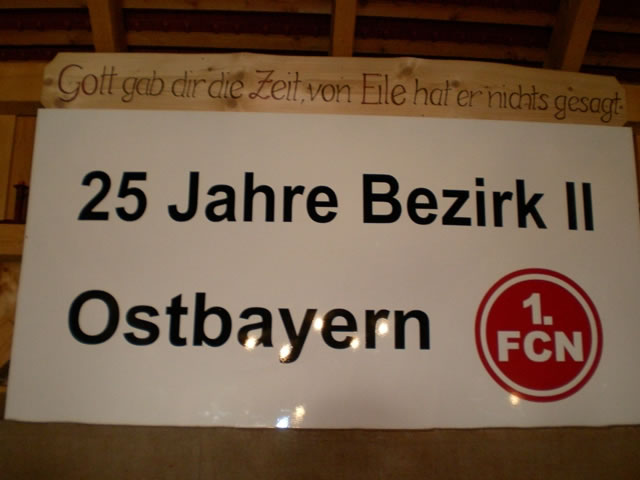 Gott gab dir die Zeit, von Eile hat er nichts gesagt.
25 Jahre Bezirk II
Ostbayern
1.
FCN